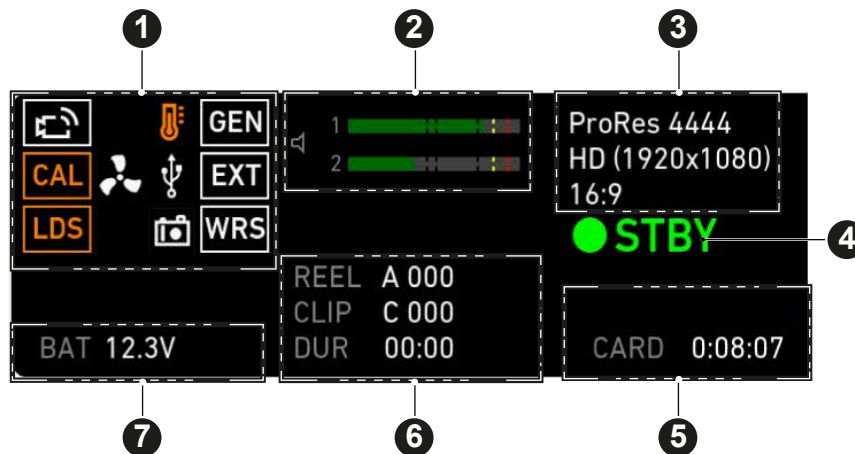 1 2 3
GEN
CAL EXT
LDS WRS
1
2
ProRes 4444
HD (1920x1080)
16:9
STBY
4
REEL A 000
CLIP C 000
DUR 00:00
BAT 12.3V
CARD 0:08:07
7 6 5